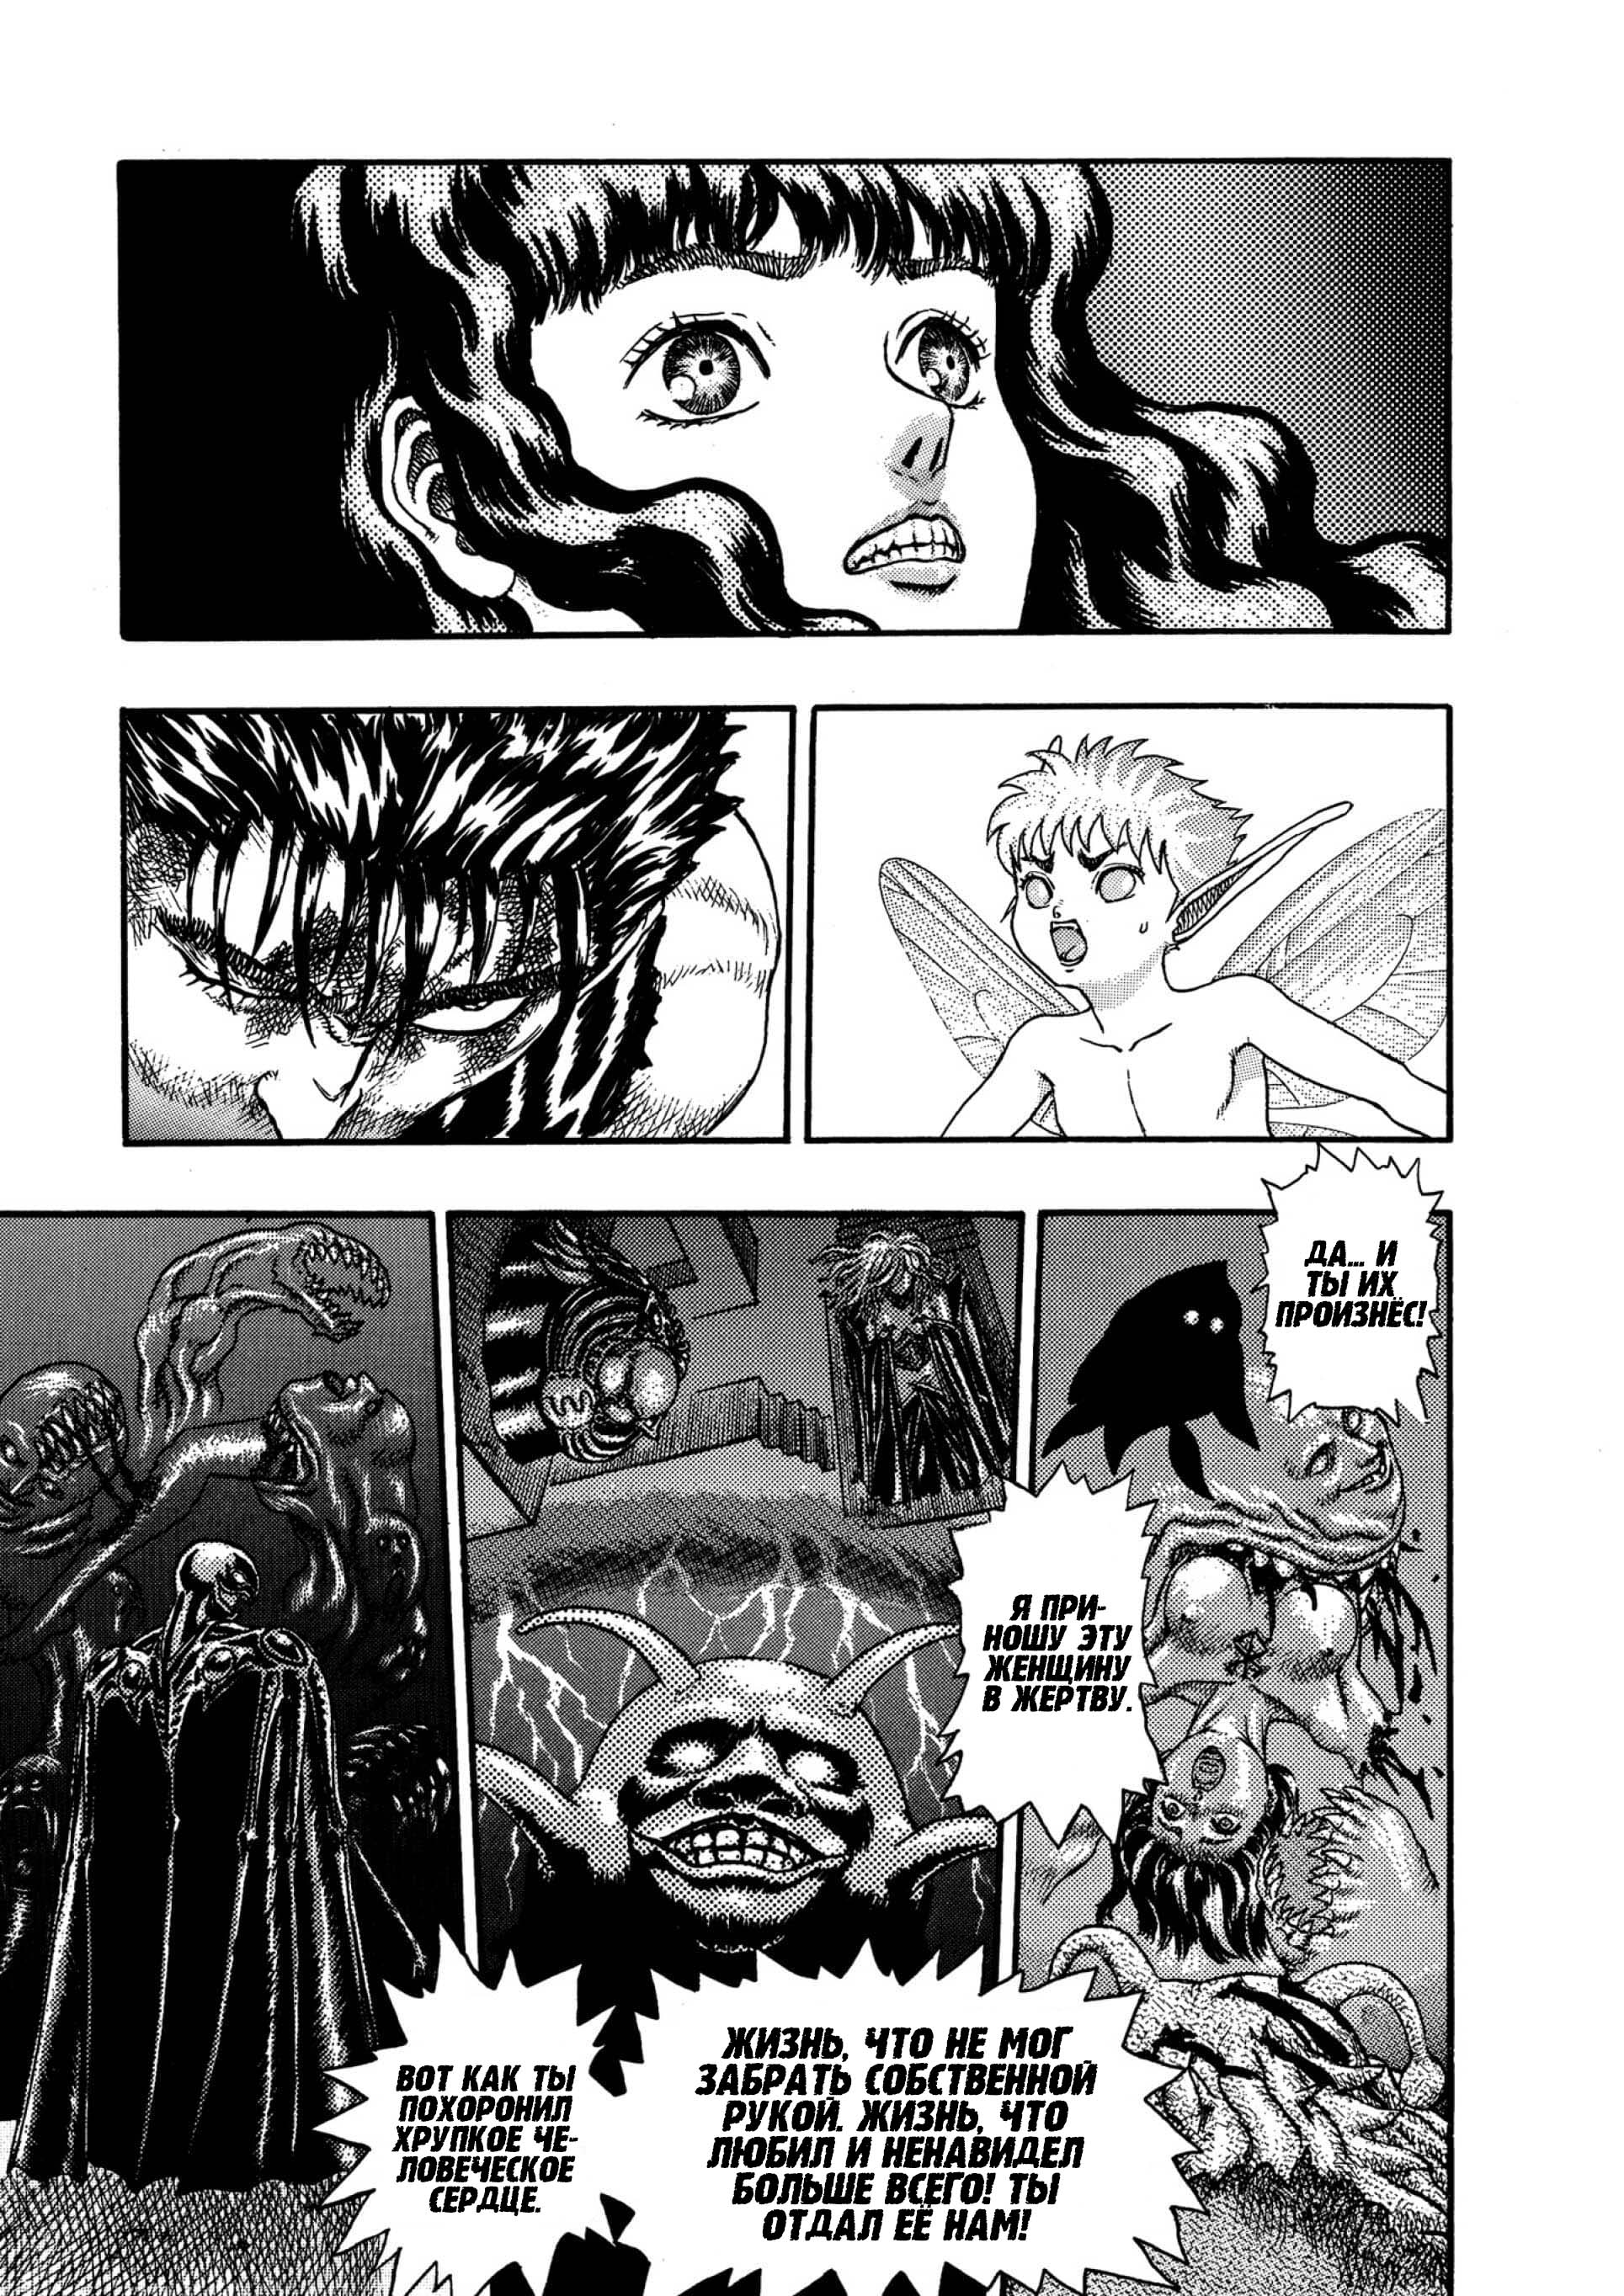 ДА... И
ТЫ ИХ
ПРОИЗНЁС!
Я ПРИ-
НОШУ ЭТУ
ЖЕНЩИНУ
В ЖЕРТВУ.
ЖИЗНЬ, ЧТО НЕ МОГ
ЗАБРАТЬ СОБСТВЕННОЙ
РУКОЙ. ЖИЗНЬ, ЧТО
ЛЮБИЛ И НЕНАВИДЕЛ
БОЛЬШЕ ВСЕГО! ТЫ
ОТДАЛ ЕЁ НАМ!
ВОТ КАК ТЫ
ПОХОРОНИЛ
ХРУПКОЕ ЧЕ-
ЛОВЕЧЕСКОЕ
СЕРДЦЕ.